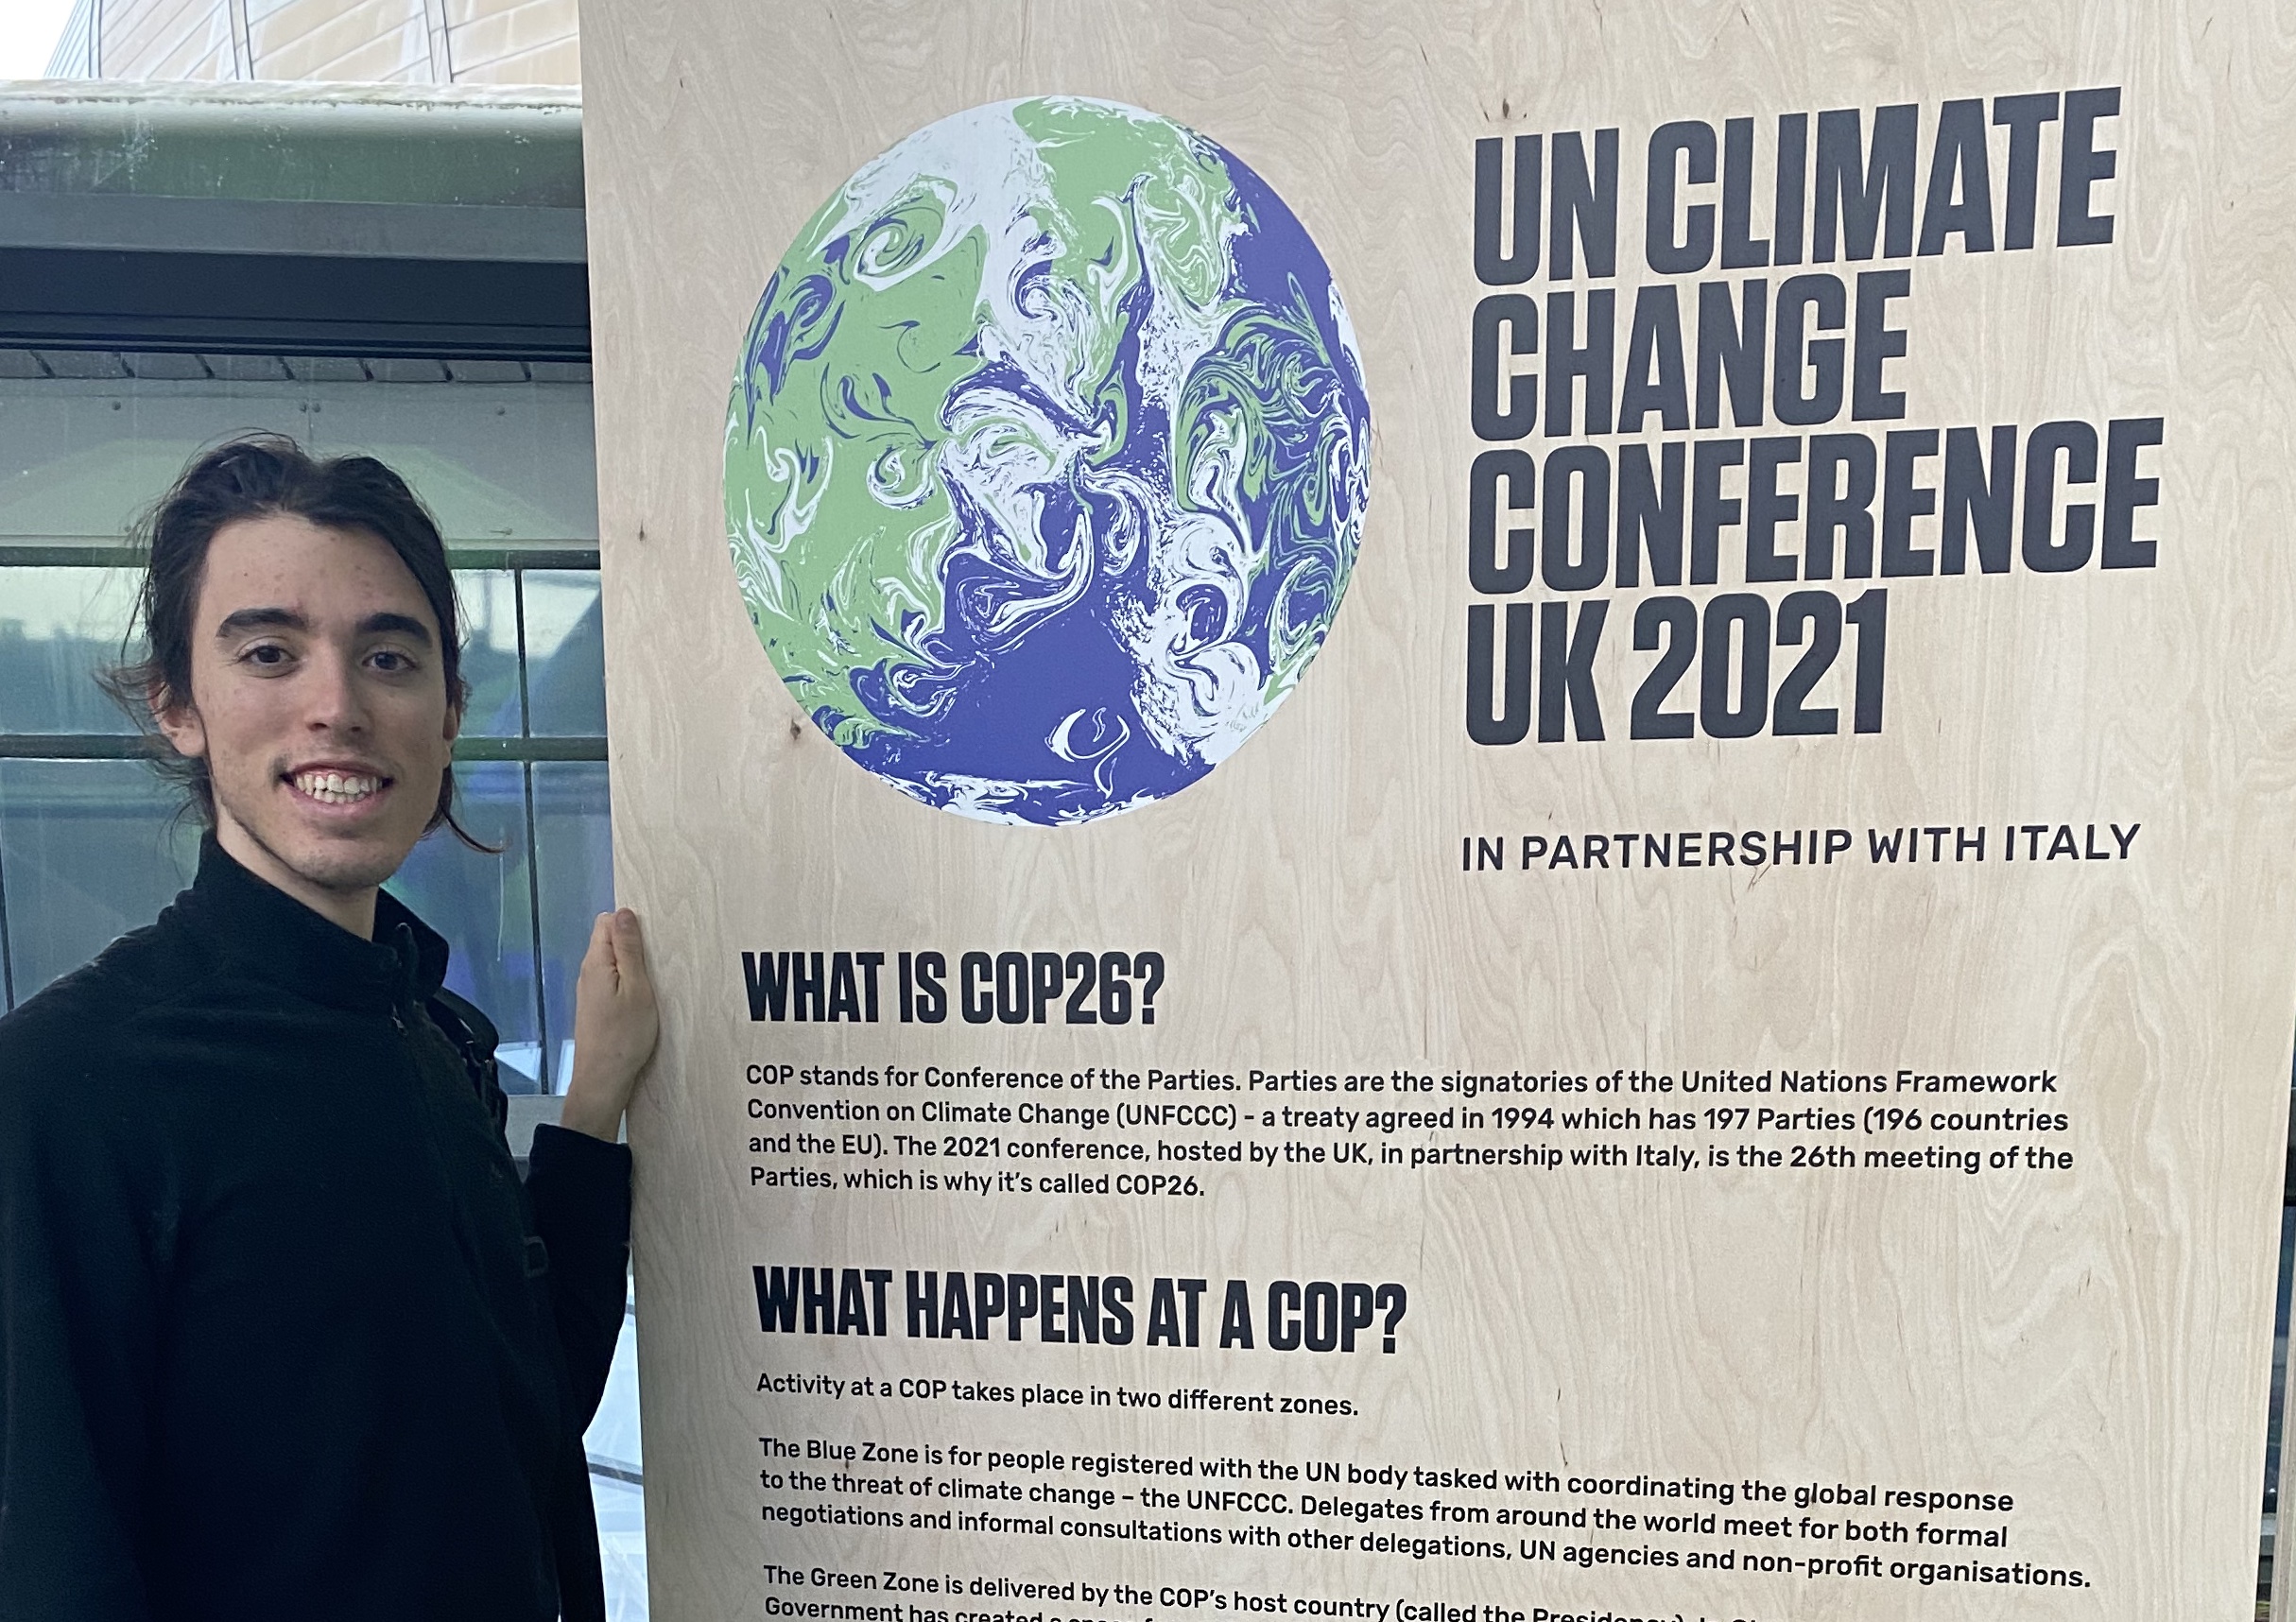 UN CLIMATE
CHANGE
CONFERENCE
UK 2021
IN PARTNERSHIP WITH ITALY
WHAT IS COP26?
COP stands for Conference of the Parties. Parties are the signatories of the United Nations Framework
Convention on Climate Change (UNFCCC) - a treaty agreed in 1994 which has 197 Parties (196 countries
and the EU). The 2021 conference, hosted by the UK, in partnership with Italy, is the 26th meeting of the
Parties, which is why it's called COP26.
WHAT HAPPENS AT A COP?
Activity at a COP takes place in two different zones.
The Blue Zone is for people registered with the UN body tasked with coordinating the global response
to the threat of climate change – the UNFCCC. Delegates from around the world meet for both formal
negotiations and informal consultations with other delegations, UN agencies and non-profit organisations.
The Green Zone is delivered by the COP's host country (called the
Government has created a